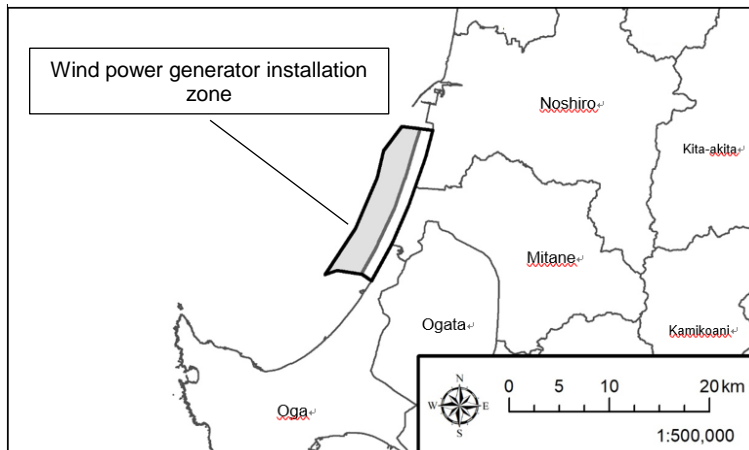 Wind power generator installation
zone
Noshiro
Kita-akita
Mitane
Ogata
Kamikoani
Oga
N
W E
S
0 5 10 20 km
1:500,000